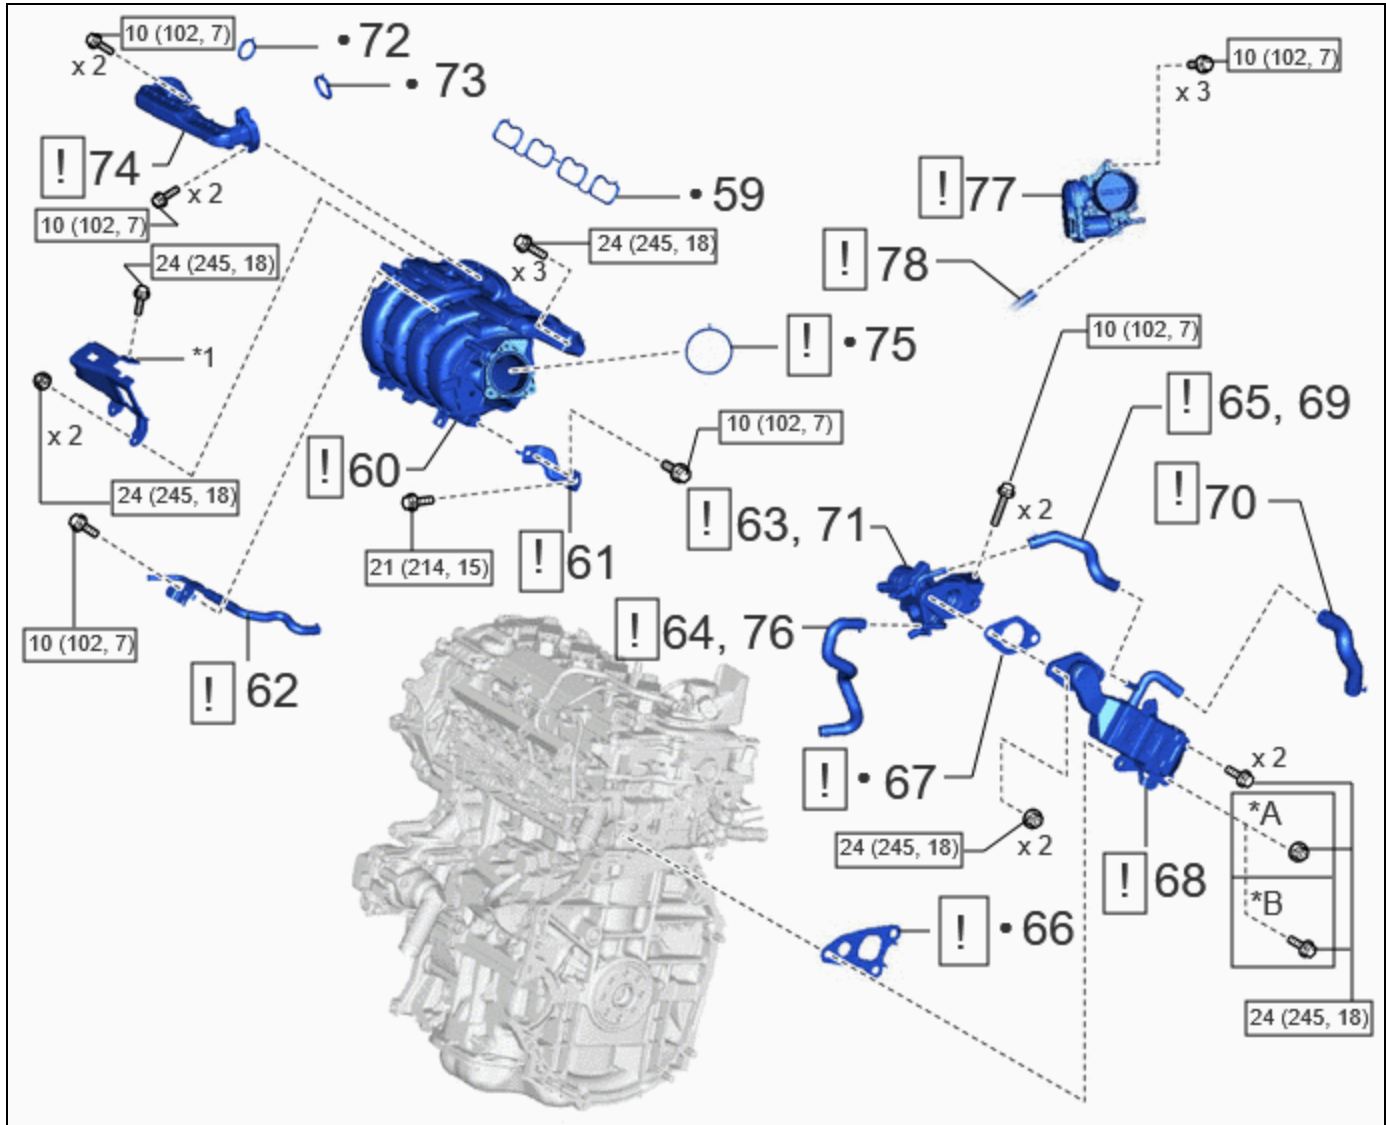 10 (102, 7)
x 2
• 72
• 73
10 (102, 7)
x 3
! 74
x 2
10 (102, 7)
• 59
! 77
24 (245, 18)
x 3
24 (245, 18)
! 78
*1
! • 75
10 (102, 7)
x 2
! 65, 69
10 (102, 7)
! 60
24 (245, 18)
! 70
x 2
! 63, 71
21 (214, 15)
! 61
10 (102, 7)
! 64, 76
! 62
! • 67
x 2
*A
24 (245, 18)
x 2
! 68
*B
! • 66
24 (245, 18)